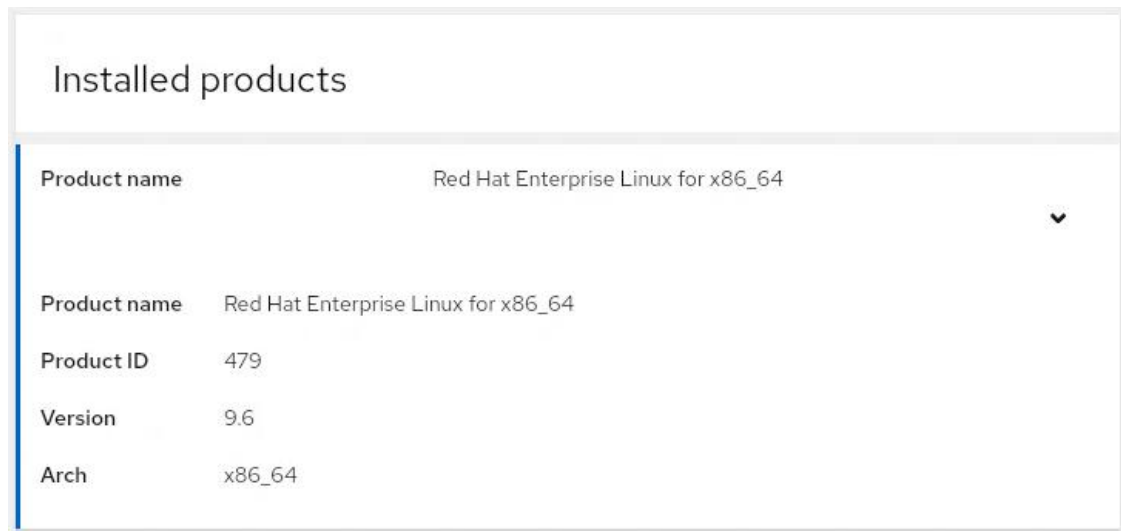 Installed products
Product name Red Hat Enterprise Linux for x86_64
Product name Red Hat Enterprise Linux for x86_64
Product ID 479
Version 9.6
Arch x86_64